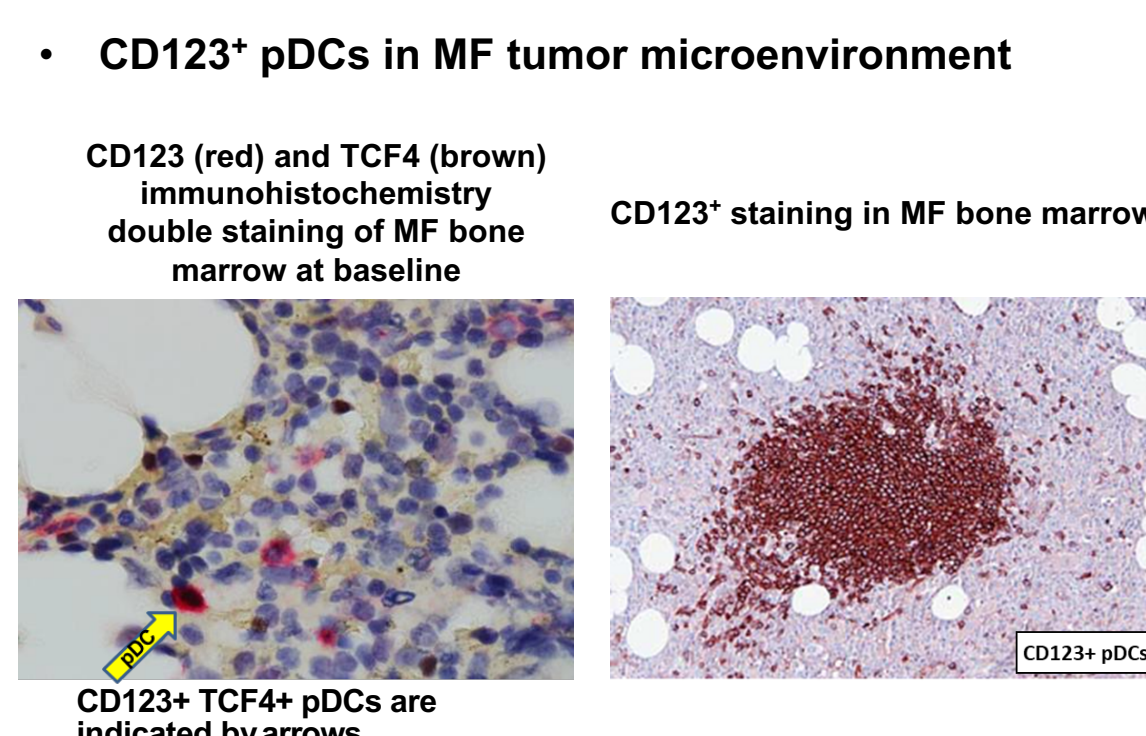 • CD123⁺ pDCs in MF tumor microenvironment
CD123 (red) and TCF4 (brown)
immunohistochemistry
double staining of MF bone
marrow at baseline
CD123⁺ staining in MF bone marrow
pDC
CD123+ pDCs
CD123+ TCF4+ pDCs are
indicated by arrows